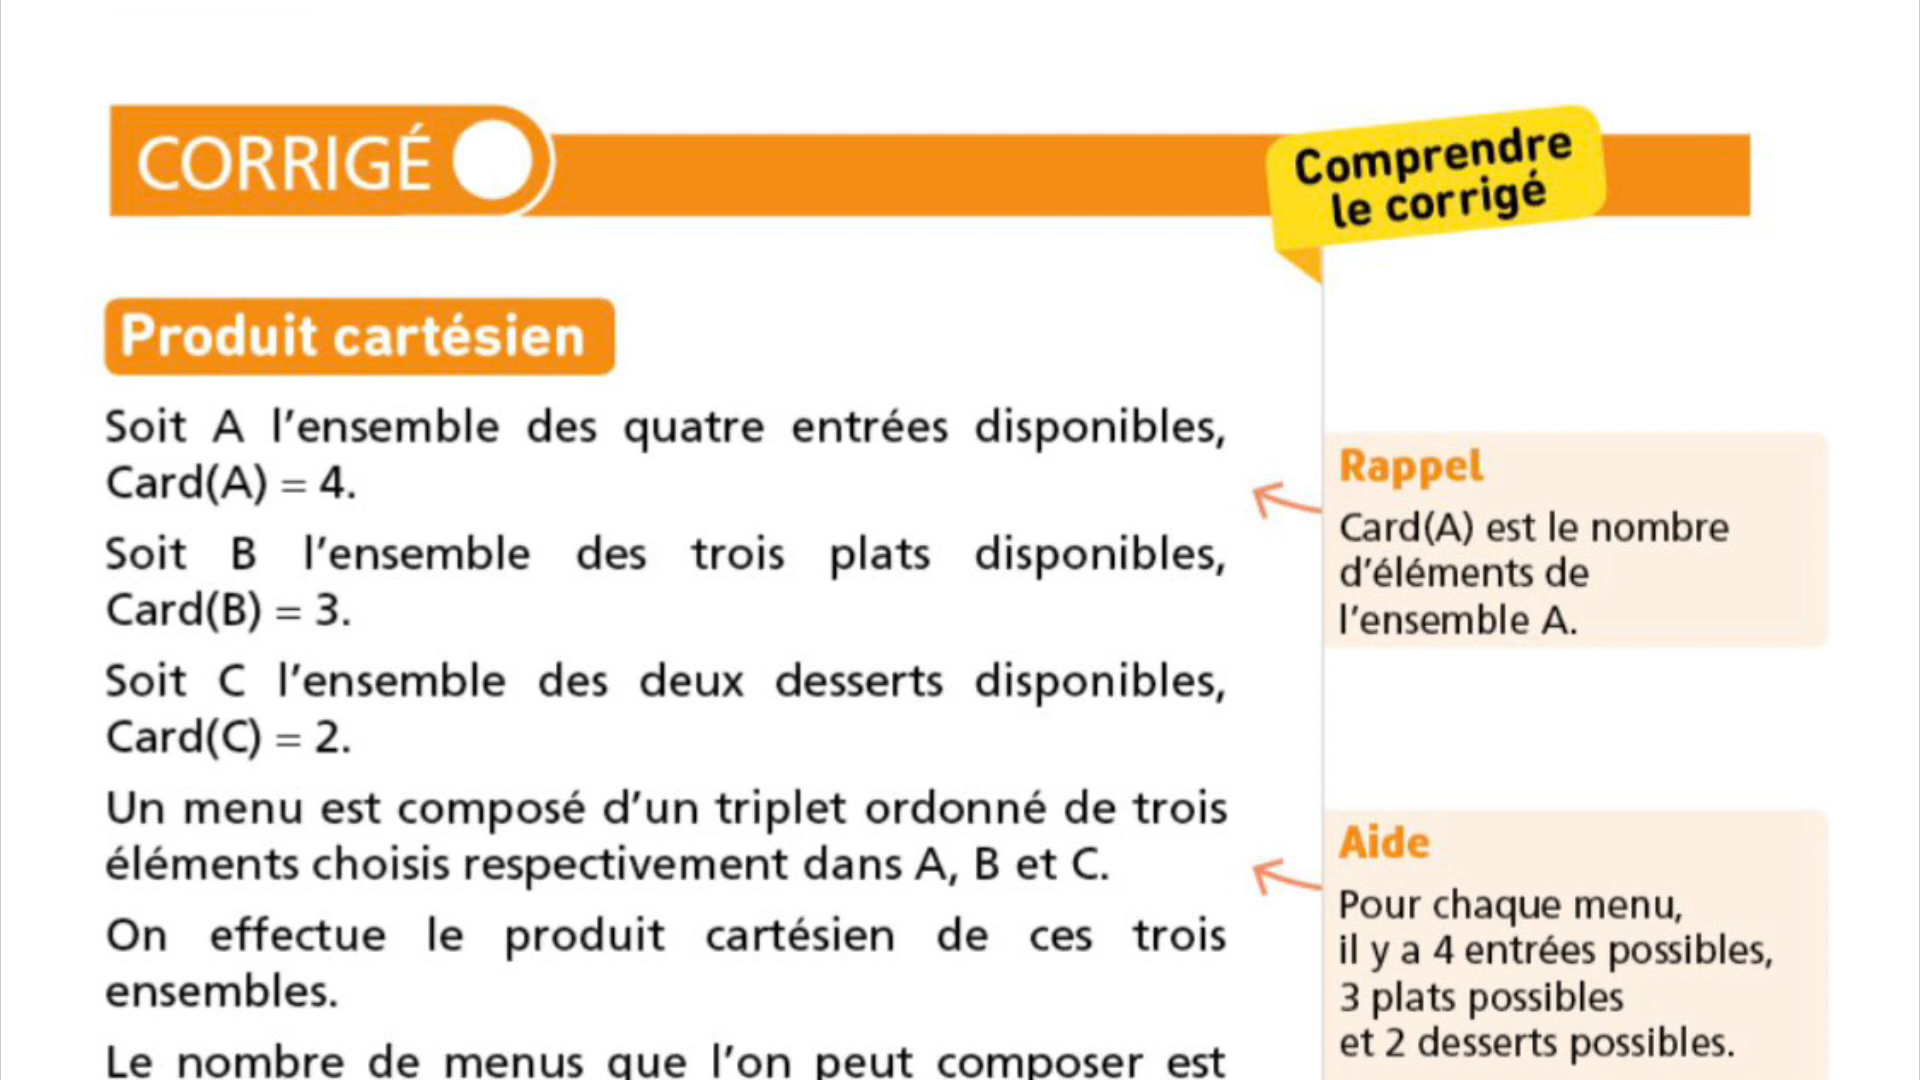 CORRIGÉ
Comprendre
le corrigé
Produit cartésien
Soit A l’ensemble des quatre entrées disponibles,
Card(A) = 4.
Soit B l’ensemble des trois plats disponibles,
Card(B) = 3.
Soit C l’ensemble des deux desserts disponibles,
Card(C) = 2.
Un menu est composé d’un triplet ordonné de trois
éléments choisis respectivement dans A, B et C.
On effectue le produit cartésien de ces trois
ensembles.
Le nombre de menus que l’on peut composer est
Rappel
Card(A) est le nombre
d’éléments de
l’ensemble A.
Aide
Pour chaque menu,
il y a 4 entrées possibles,
3 plats possibles
et 2 desserts possibles.